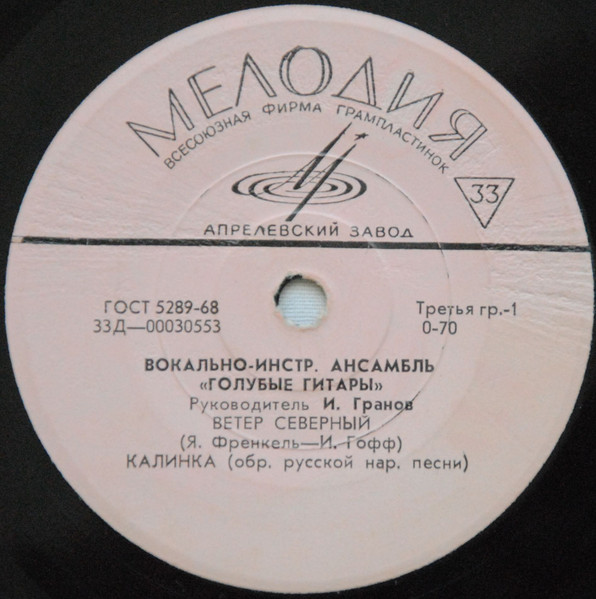 МЕЛОДИЯ
ВСЕСОЮЗНАЯ ФИРМА ГРАМПЛАСТИНОК
33
АПРЕЛЕВСКИЙ ЗАВОД
ГОСТ 5289-68
33Д—00030553
Третья гр.-1
0-70
ВОКАЛЬНО-ИНСТР. АНСАМБЛЬ
«ГОЛУБЫЕ ГИТАРЫ»
Руководитель И. Гранов
ВЕТЕР СЕВЕРНЫЙ
(Я. Френкель—И. Гофф)
КАЛИНКА (обр. русской нар. песни)